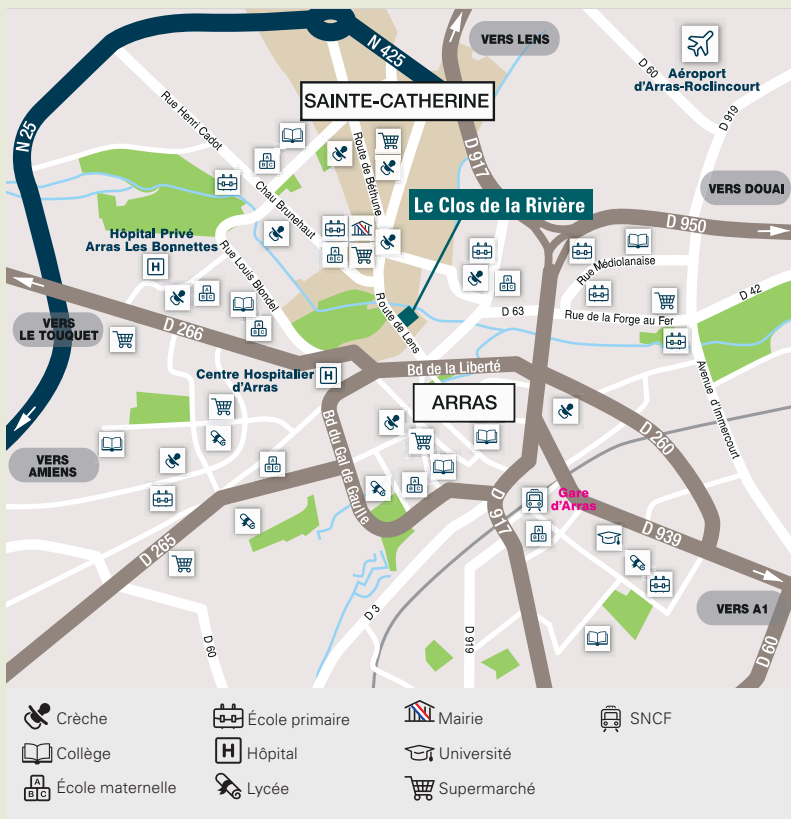 N 425
VERS LENS
D 60
Aéroport
d'Arras-Roclincourt
SAINTE-CATHERINE
Rue Henri Cadot
Route de Béthune
N 25
D 917
D 919
Chau Brunehaut
VERS DOUAI
Le Clos de la Rivière
D 950
Hôpital Privé
Arras Les Bonnettes
H
Rue Louis Blondel
Rue Médiolanaise
D 42
VERS
LE TOUQUET
D 266
Route de Lens
D 63
Rue de la Forge au Fer
Centre Hospitalier
d'Arras
H
Bd de la Liberté
ARRAS
Avenue d'Immercourt
VERS
AMIENS
Bd du Gal de Gaulle
D 260
D 917
Gare
d'Arras
D 939
D 265
VERS A1
D 3
D 60
D 919
D 60
Crèche
École primaire
Mairie
SNCF
Collège
H
Hôpital
Université
A
B C
École maternelle
Lycée
Supermarché